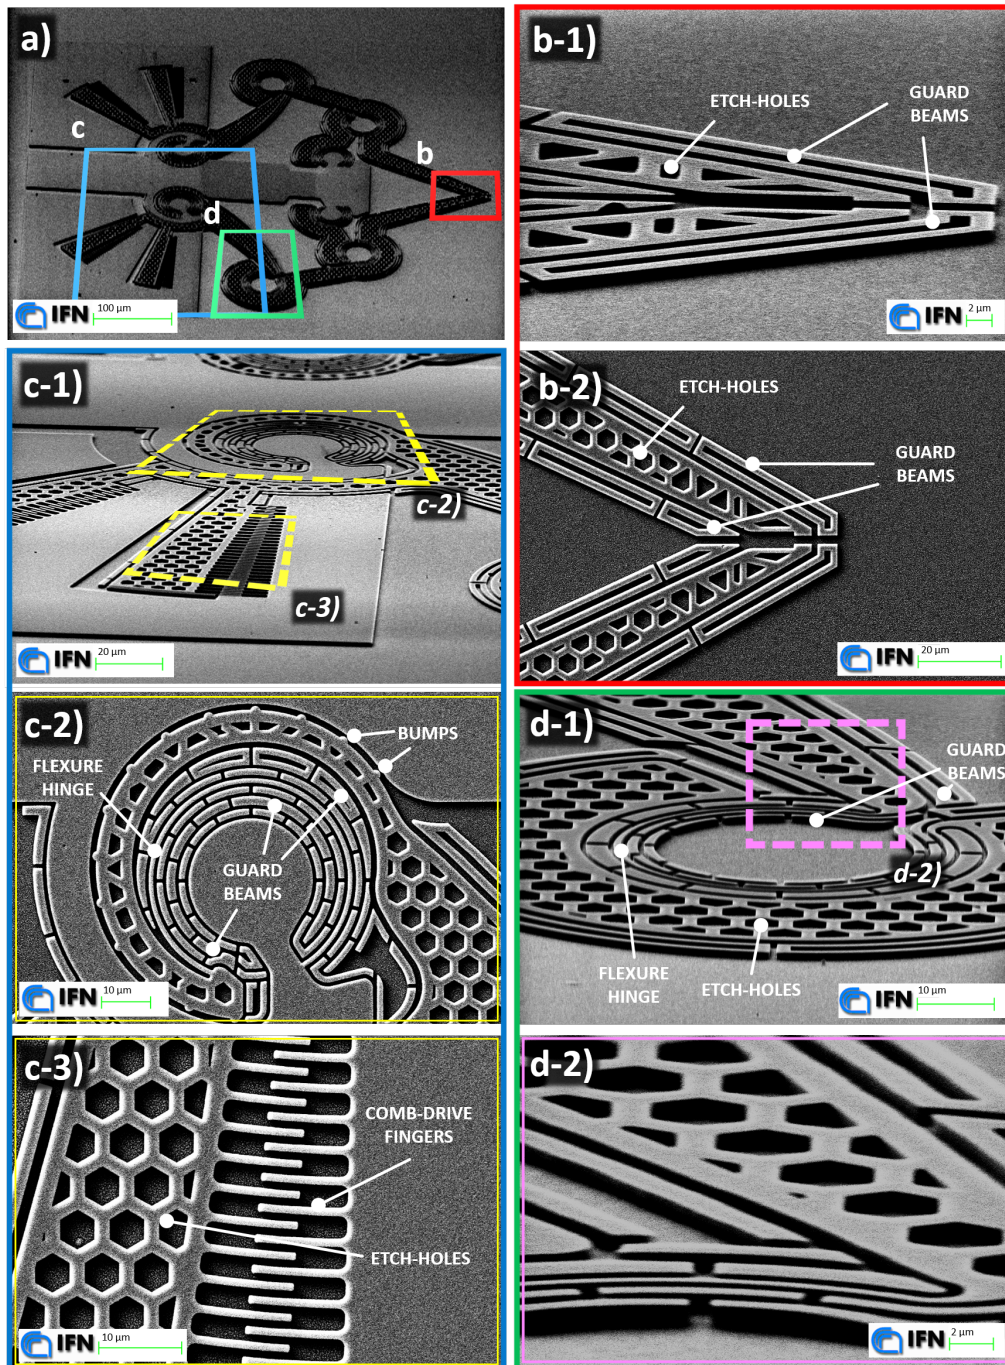 a)
c
b
d
IFN
100 µm
b-1)
ETCH-HOLES
GUARD
BEAMS
IFN
2 µm
b-2)
ETCH-HOLES
GUARD
BEAMS
IFN
20 µm
c-1)
c-2)
c-3)
IFN
20 µm
c-2)
BUMPS
FLEXURE
HINGE
GUARD
BEAMS
IFN
10 µm
d-1)
GUARD
BEAMS
d-2)
FLEXURE
HINGE
ETCH-HOLES
IFN
10 µm
c-3)
COMB-DRIVE
FINGERS
ETCH-HOLES
IFN
10 µm
d-2)
IFN
2 µm